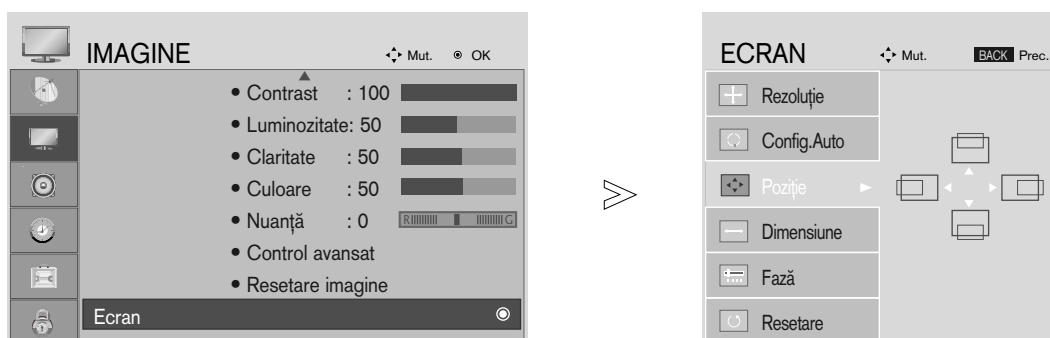 IMAGINE Mut. OK
• Contrast : 100
• Luminozitate: 50
• Claritate : 50
• Culoare : 50
• Nuanță : 0 R G
• Control avansat
• Resetare imagine
Ecran
ECRAN Mut. BACK Prec.
Rezoluție
Config.Auto
Poziție
Dimensiune
Fază
Resetare